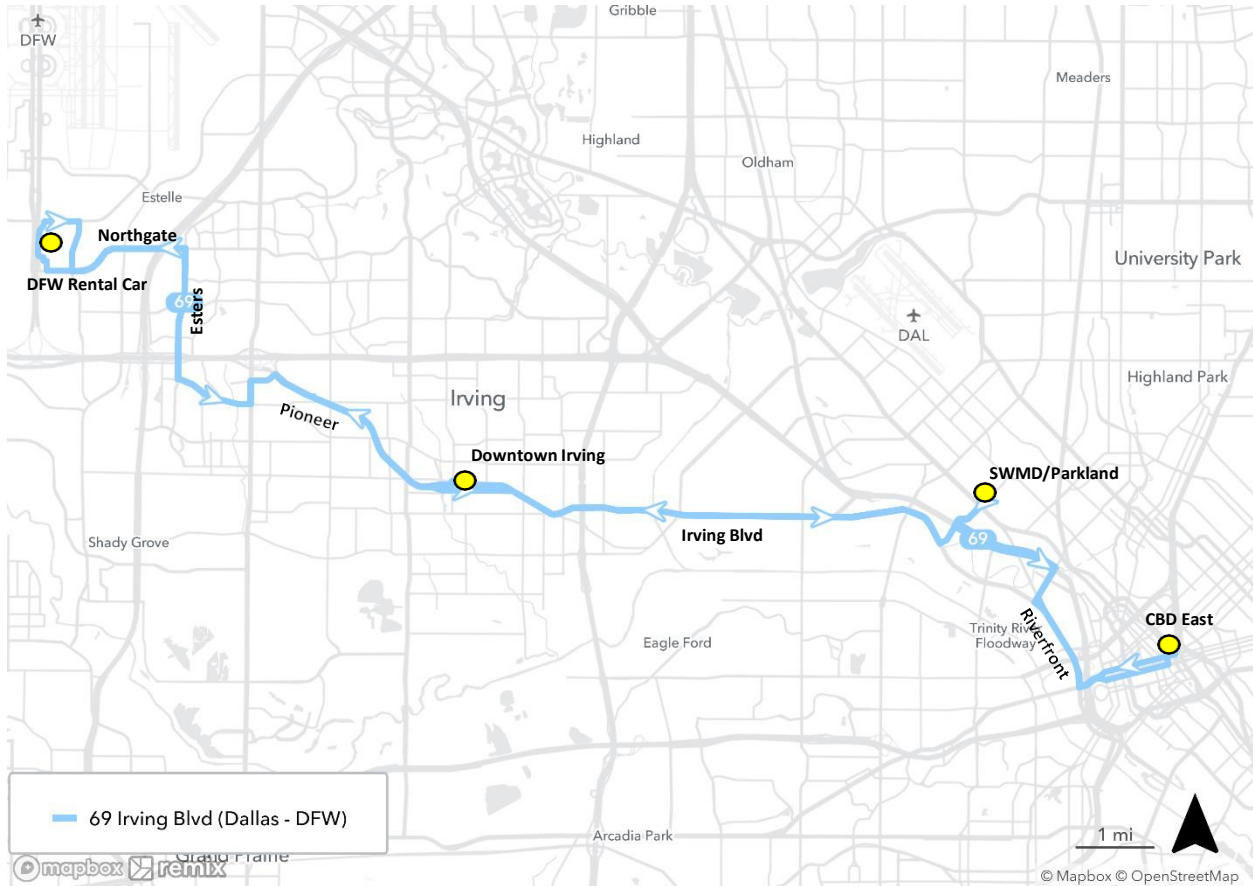 Gribble
DFW
Meaders
Highland
Oldham
Estelle
Northgate
University Park
DFW Rental Car
69
Esters
DAL
Highland Park
Irving
Pioneer
Downtown Irving
SWMD/Parkland
Irving Blvd
69
Shady Grove
CBD East
Trinity River
Floodway
Riverfront
Eagle Ford
69 Irving Blvd (Dallas - DFW)
Arcadia Park
1 mi
Grand Prairie
mapbox remix
© Mapbox © OpenStreetMap